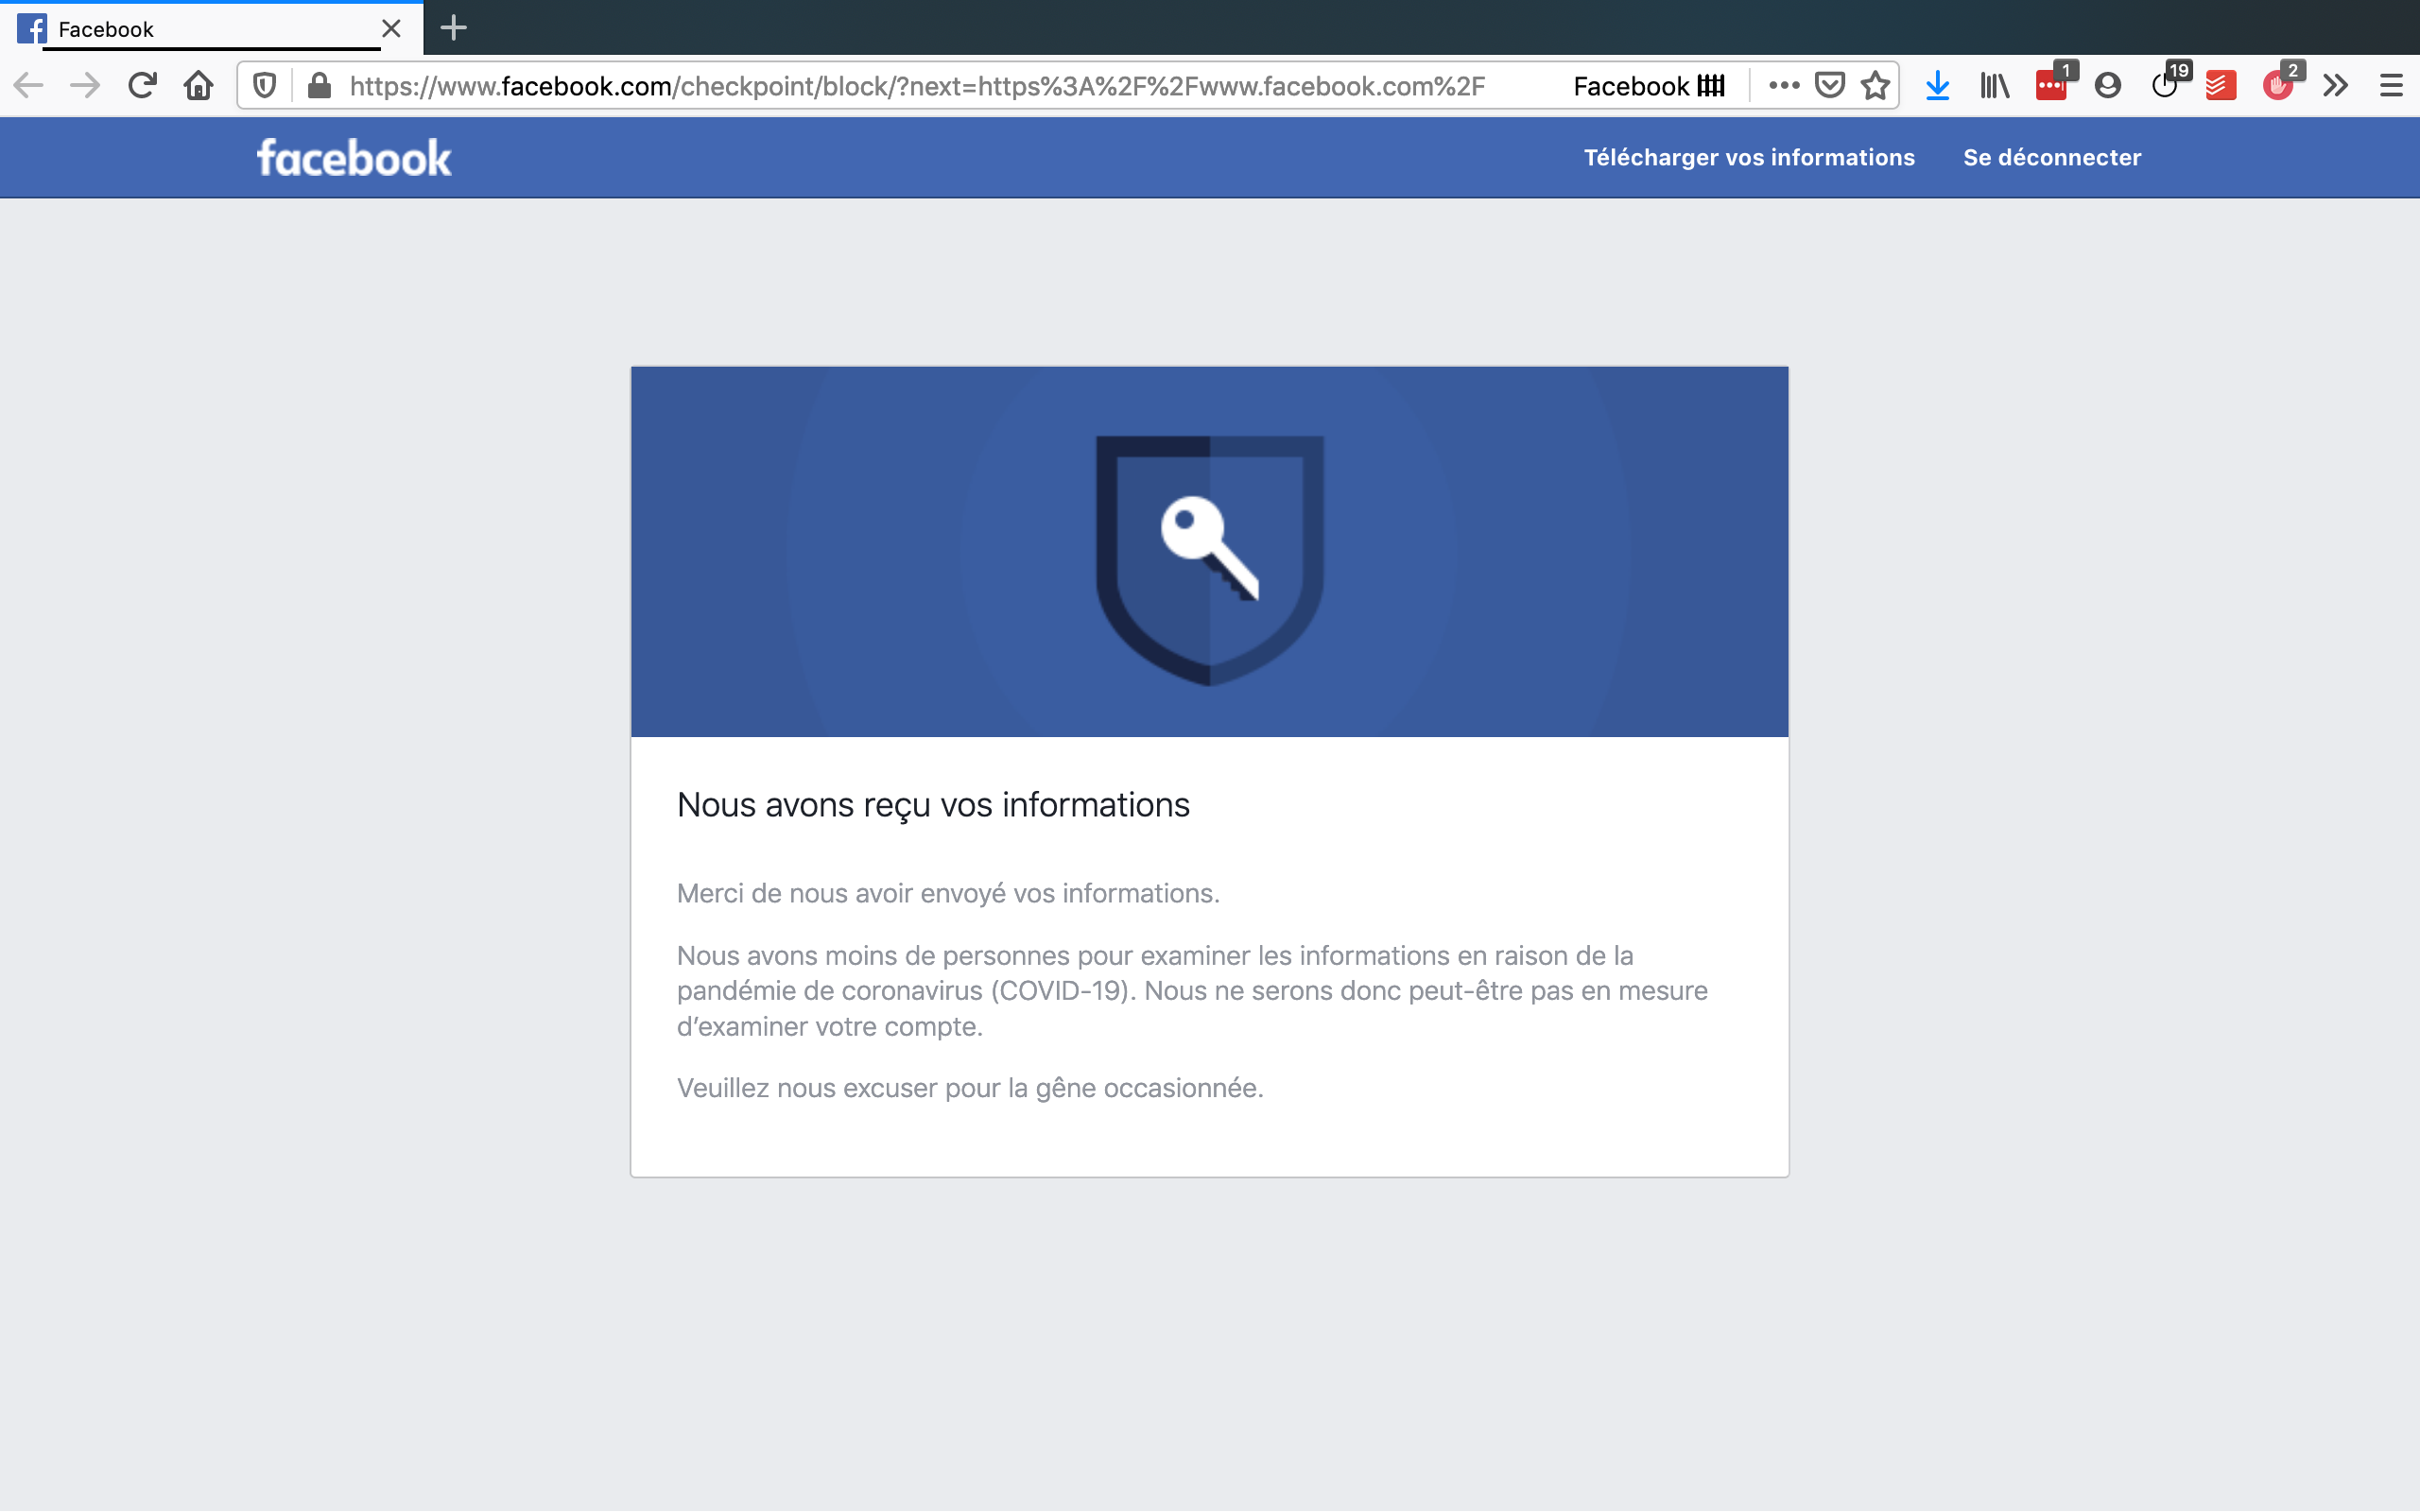 Facebook
https://www.facebook.com/checkpoint/block/?next=https%3A%2F%2Fwww.facebook.com%2F
Facebook
1
19
2
facebook
Télécharger vos informations
Se déconnecter
Nous avons reçu vos informations
Merci de nous avoir envoyé vos informations.
Nous avons moins de personnes pour examiner les informations en raison de la
pandémie de coronavirus (COVID-19). Nous ne serons donc peut-être pas en mesure
d’examiner votre compte.
Veuillez nous excuser pour la gêne occasionnée.